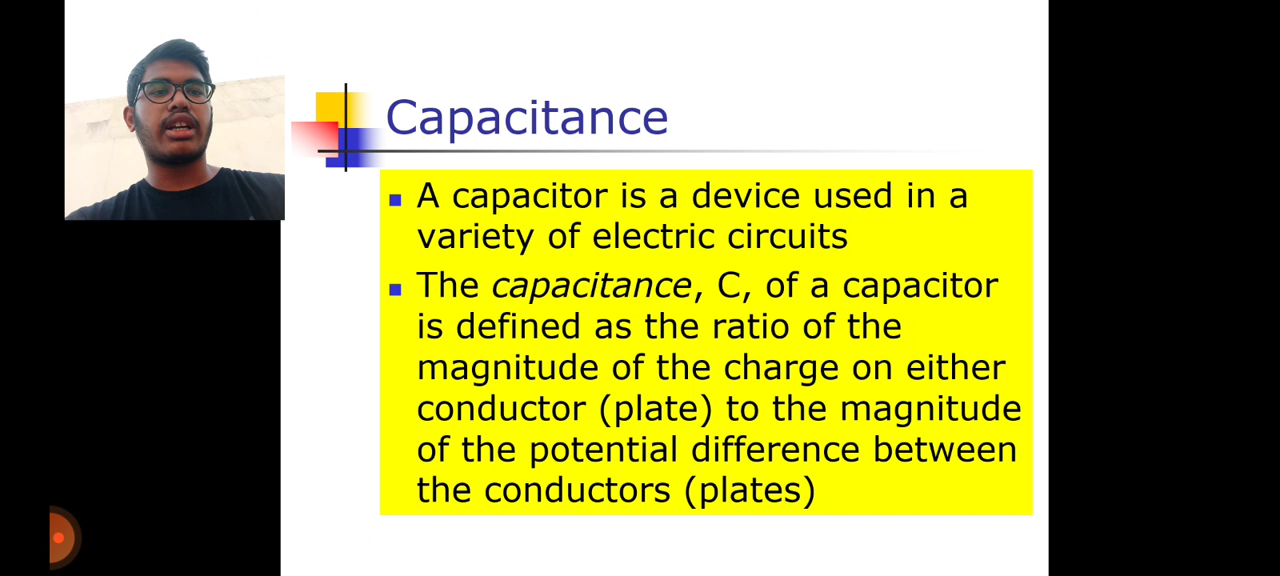 Capacitance
A capacitor is a device used in a
variety of electric circuits
The capacitance, C, of a capacitor
is defined as the ratio of the
magnitude of the charge on either
conductor (plate) to the magnitude
of the potential difference between
the conductors (plates)